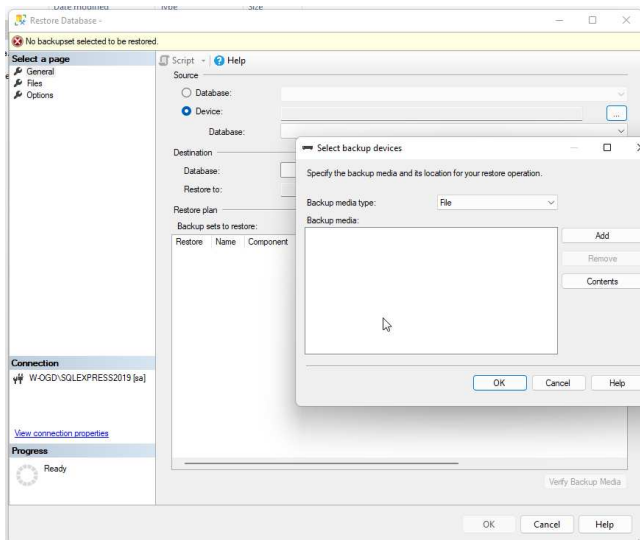 Date modified Type Size
Restore Database -
No backupset selected to be restored.
Select a page
General
Files
Options
Script Help
Source
Database:
Device:
...
Database:
Destination
Database:
Restore to:
Restore plan
Backup sets to restore:
Restore Name Component
Select backup devices
Specify the backup media and its location for your restore operation.
Backup media type: File
Backup media:
Add
Remove
Contents
OK Cancel Help
Connection
W-OGD\SQLEXPRESS2019 [sa]
View connection properties
Progress
Ready
Verify Backup Media
OK Cancel Help